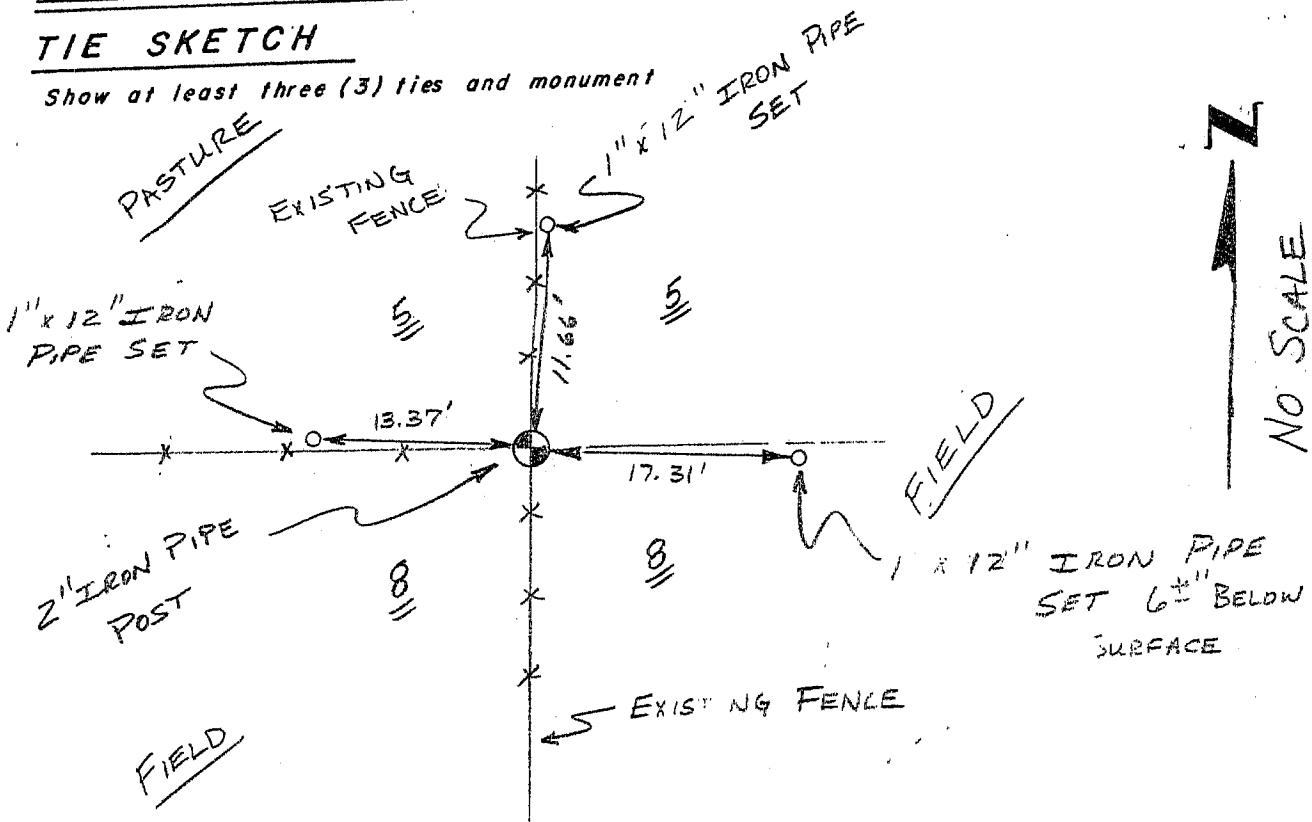 TIE SKETCH
Show at least three (3) ties and monument
PASTURE
EXISTING
FENCE
1" x 12" IRON PIPE
SET
N
NO SCALE
1" x 12" IRON
PIPE SET
5
5
11.66'
13.37'
17.31'
FIELD
2" IRON PIPE
POST
8
8
1 x 12" IRON PIPE
SET 6±" BELOW
SURFACE
EXISTING FENCE
FIELD